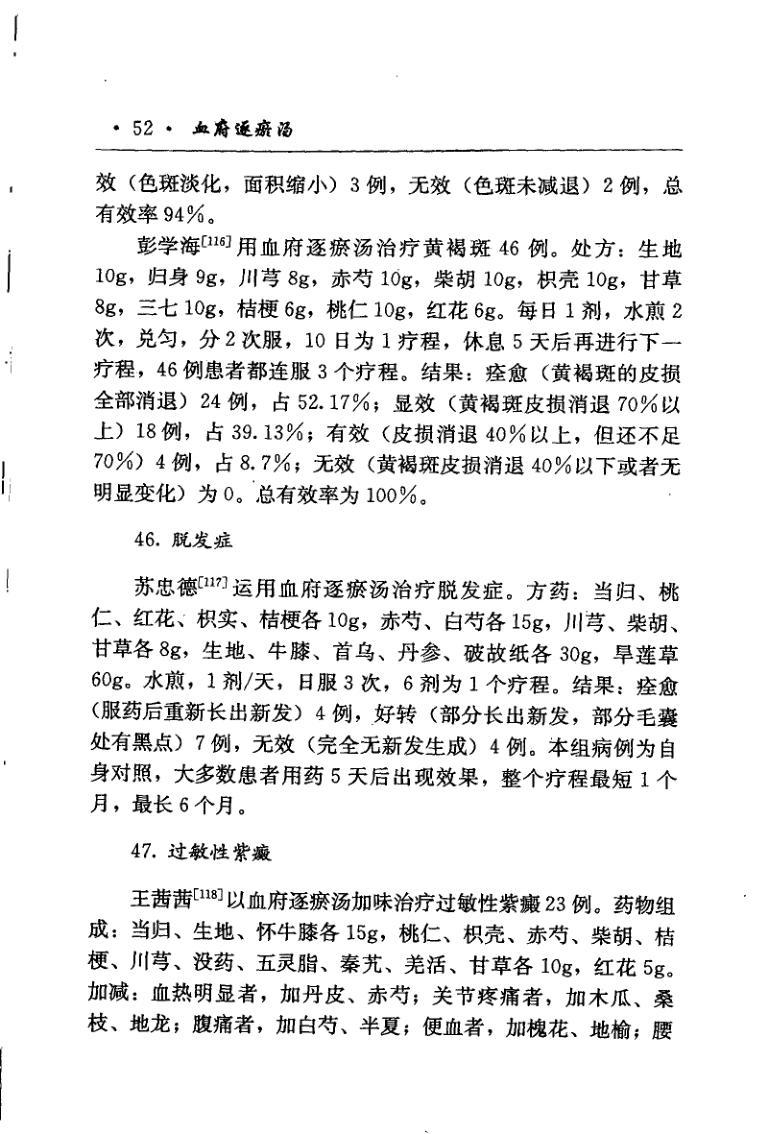 · 52 · 血府逐瘀汤
效（色斑淡化，面积缩小）3 例，无效（色斑未减退）2 例，总
有效率 94%。
彭学海[116]用血府逐瘀汤治疗黄褐斑 46 例。处方：生地
10g，归身 9g，川芎 8g，赤芍 10g，柴胡 10g，枳壳 10g，甘草
8g，三七 10g，桔梗 6g，桃仁 10g，红花 6g。每日 1 剂，水煎 2
次，兑匀，分 2 次服，10 日为 1 疗程，休息 5 天后再进行下一
疗程，46 例患者都连服 3 个疗程。结果：痊愈（黄褐斑的皮损
全部消退）24 例，占 52.17%；显效（黄褐斑皮损消退 70%以
上）18 例，占 39.13%；有效（皮损消退 40%以上，但还不足
70%）4 例，占 8.7%；无效（黄褐斑皮损消退 40%以下或者无
明显变化）为 0。总有效率为 100%。
46. 脱发症
苏忠德[117]运用血府逐瘀汤治疗脱发症。方药：当归、桃
仁、红花、枳实、桔梗各 10g，赤芍、白芍各 15g，川芎、柴胡、
甘草各 8g，生地、牛膝、首乌、丹参、破故纸各 30g，旱莲草
60g。水煎，1 剂/天，日服 3 次，6 剂为 1 个疗程。结果：痊愈
（服药后重新长出新发）4 例，好转（部分长出新发，部分毛囊
处有黑点）7 例，无效（完全无新发生成）4 例。本组病例为自
身对照，大多数患者用药 5 天后出现效果，整个疗程最短 1 个
月，最长 6 个月。
47. 过敏性紫癜
王茜茜[118]以血府逐瘀汤加味治疗过敏性紫癜 23 例。药物组
成：当归、生地、怀牛膝各 15g，桃仁、枳壳、赤芍、柴胡、桔
梗、川芎、没药、五灵脂、秦艽、羌活、甘草各 10g，红花 5g。
加减：血热明显者，加丹皮、赤芍；关节疼痛者，加木瓜、桑
枝、地龙；腹痛者，加白芍、半夏；便血者，加槐花、地榆；腰